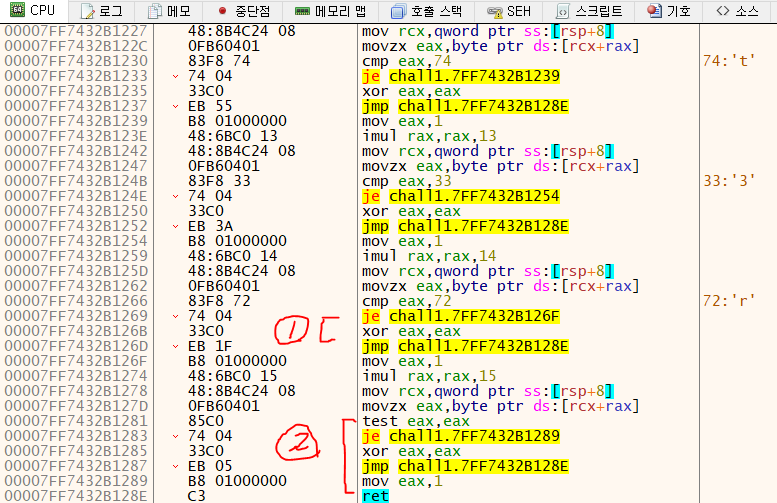 CPU 로그 메모 중단점 메모리 맵 호출 스택 SEH 스크립트 기호 소스
00007FF7432B1227 48:8B4C24 08 mov rcx,qword ptr ss:[rsp+8]
00007FF7432B122C 0FB60401 movzx eax,byte ptr ds:[rcx+rax]
00007FF7432B1230 83F8 74 cmp eax,74 74:'t'
00007FF7432B1233 74 04 je chall1.7FF7432B1239
00007FF7432B1235 33C0 xor eax,eax
00007FF7432B1237 EB 55 jmp chall1.7FF7432B128E
00007FF7432B1239 B8 01000000 mov eax,1
00007FF7432B123E 48:6BC0 13 imul rax,rax,13
00007FF7432B1242 48:8B4C24 08 mov rcx,qword ptr ss:[rsp+8]
00007FF7432B1247 0FB60401 movzx eax,byte ptr ds:[rcx+rax]
00007FF7432B124B 83F8 33 cmp eax,33 33:'3'
00007FF7432B124E 74 04 je chall1.7FF7432B1254
00007FF7432B1250 33C0 xor eax,eax
00007FF7432B1252 EB 3A jmp chall1.7FF7432B128E
00007FF7432B1254 B8 01000000 mov eax,1
00007FF7432B1259 48:6BC0 14 imul rax,rax,14
00007FF7432B125D 48:8B4C24 08 mov rcx,qword ptr ss:[rsp+8]
00007FF7432B1262 0FB60401 movzx eax,byte ptr ds:[rcx+rax]
00007FF7432B1266 83F8 72 cmp eax,72 72:'r'
00007FF7432B1269 74 04 je chall1.7FF7432B126F
00007FF7432B126B 33C0 ① xor eax,eax
00007FF7432B126D EB 1F jmp chall1.7FF7432B128E
00007FF7432B126F B8 01000000 mov eax,1
00007FF7432B1274 48:6BC0 15 imul rax,rax,15
00007FF7432B1278 48:8B4C24 08 mov rcx,qword ptr ss:[rsp+8]
00007FF7432B127D 0FB60401 movzx eax,byte ptr ds:[rcx+rax]
00007FF7432B1281 85C0 test eax,eax
00007FF7432B1283 74 04 ② je chall1.7FF7432B1289
00007FF7432B1285 33C0 xor eax,eax
00007FF7432B1287 EB 05 jmp chall1.7FF7432B128E
00007FF7432B1289 B8 01000000 mov eax,1
00007FF7432B128E C3 ret